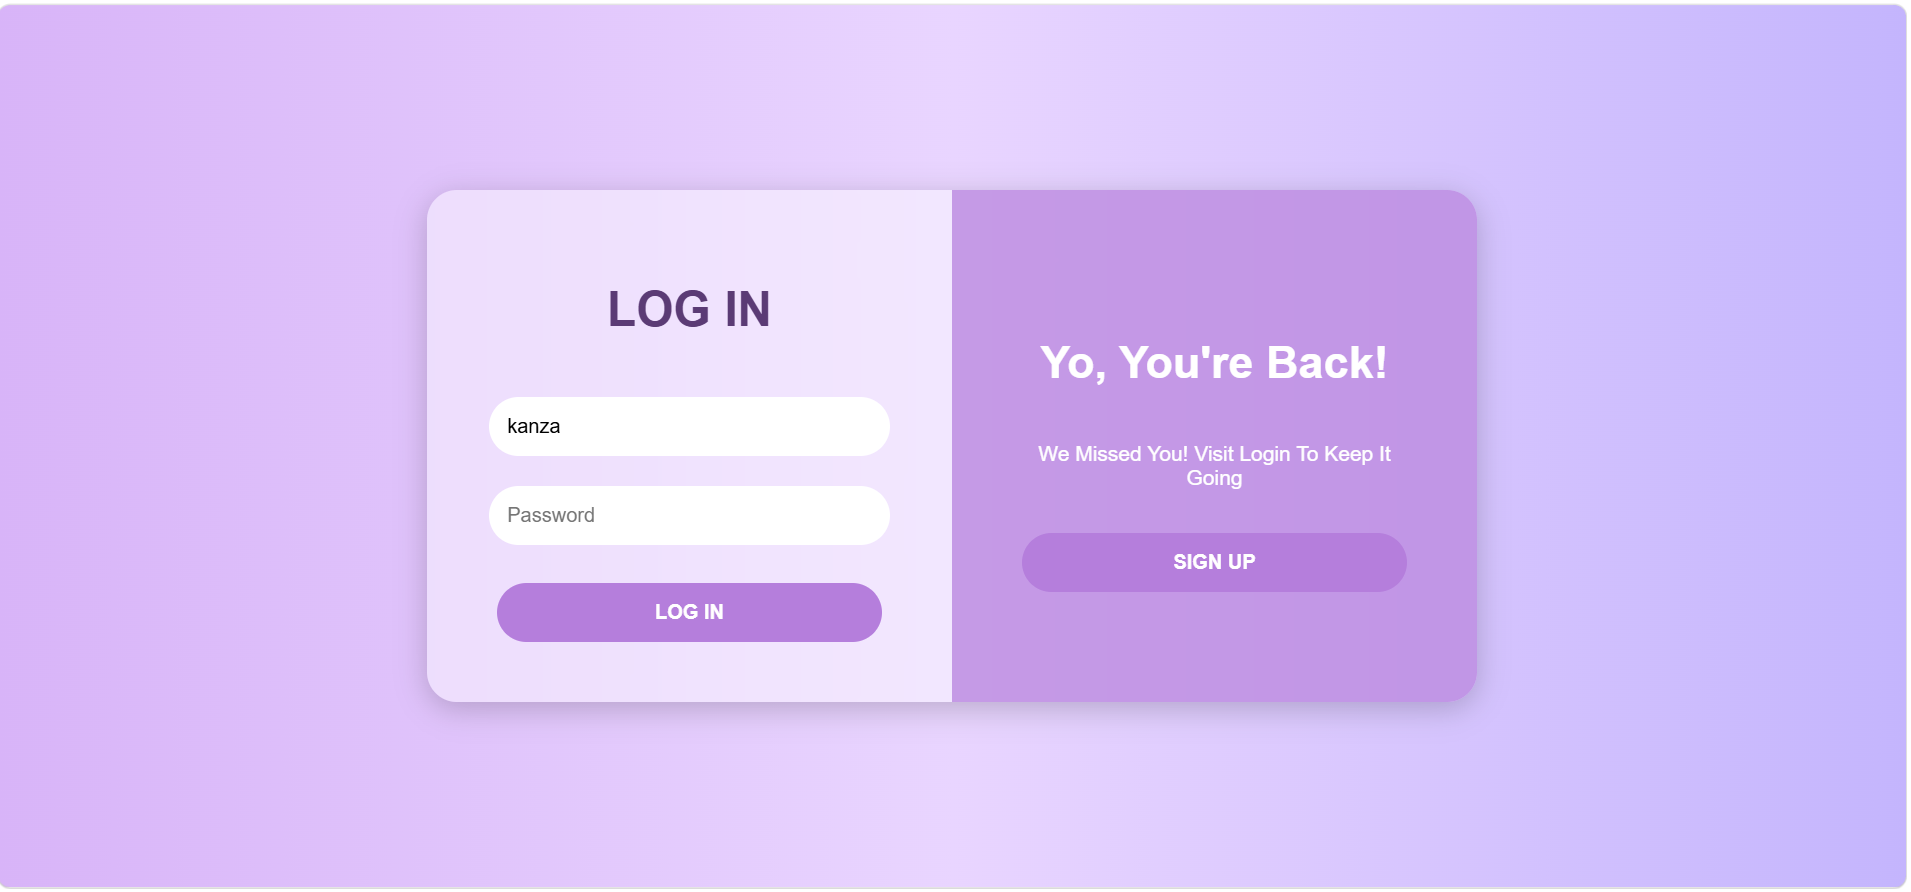 LOG IN
kanza
Password
LOG IN
Yo, You're Back!
We Missed You! Visit Login To Keep It
Going
SIGN UP